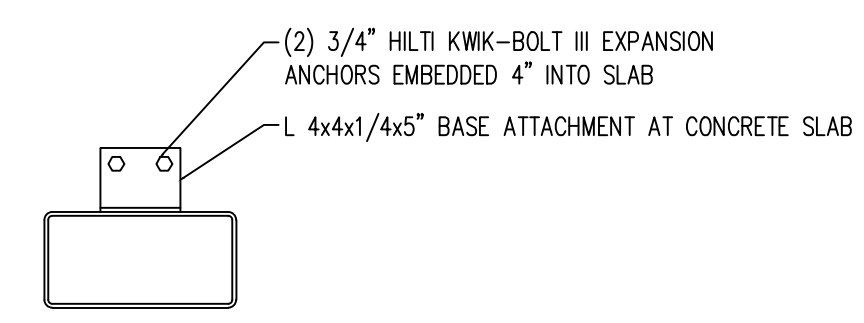 (2) 3/4" HILTI KWIK-BOLT III EXPANSION
ANCHORS EMBEDDED 4" INTO SLAB
L 4x4x1/4x5" BASE ATTACHMENT AT CONCRETE SLAB